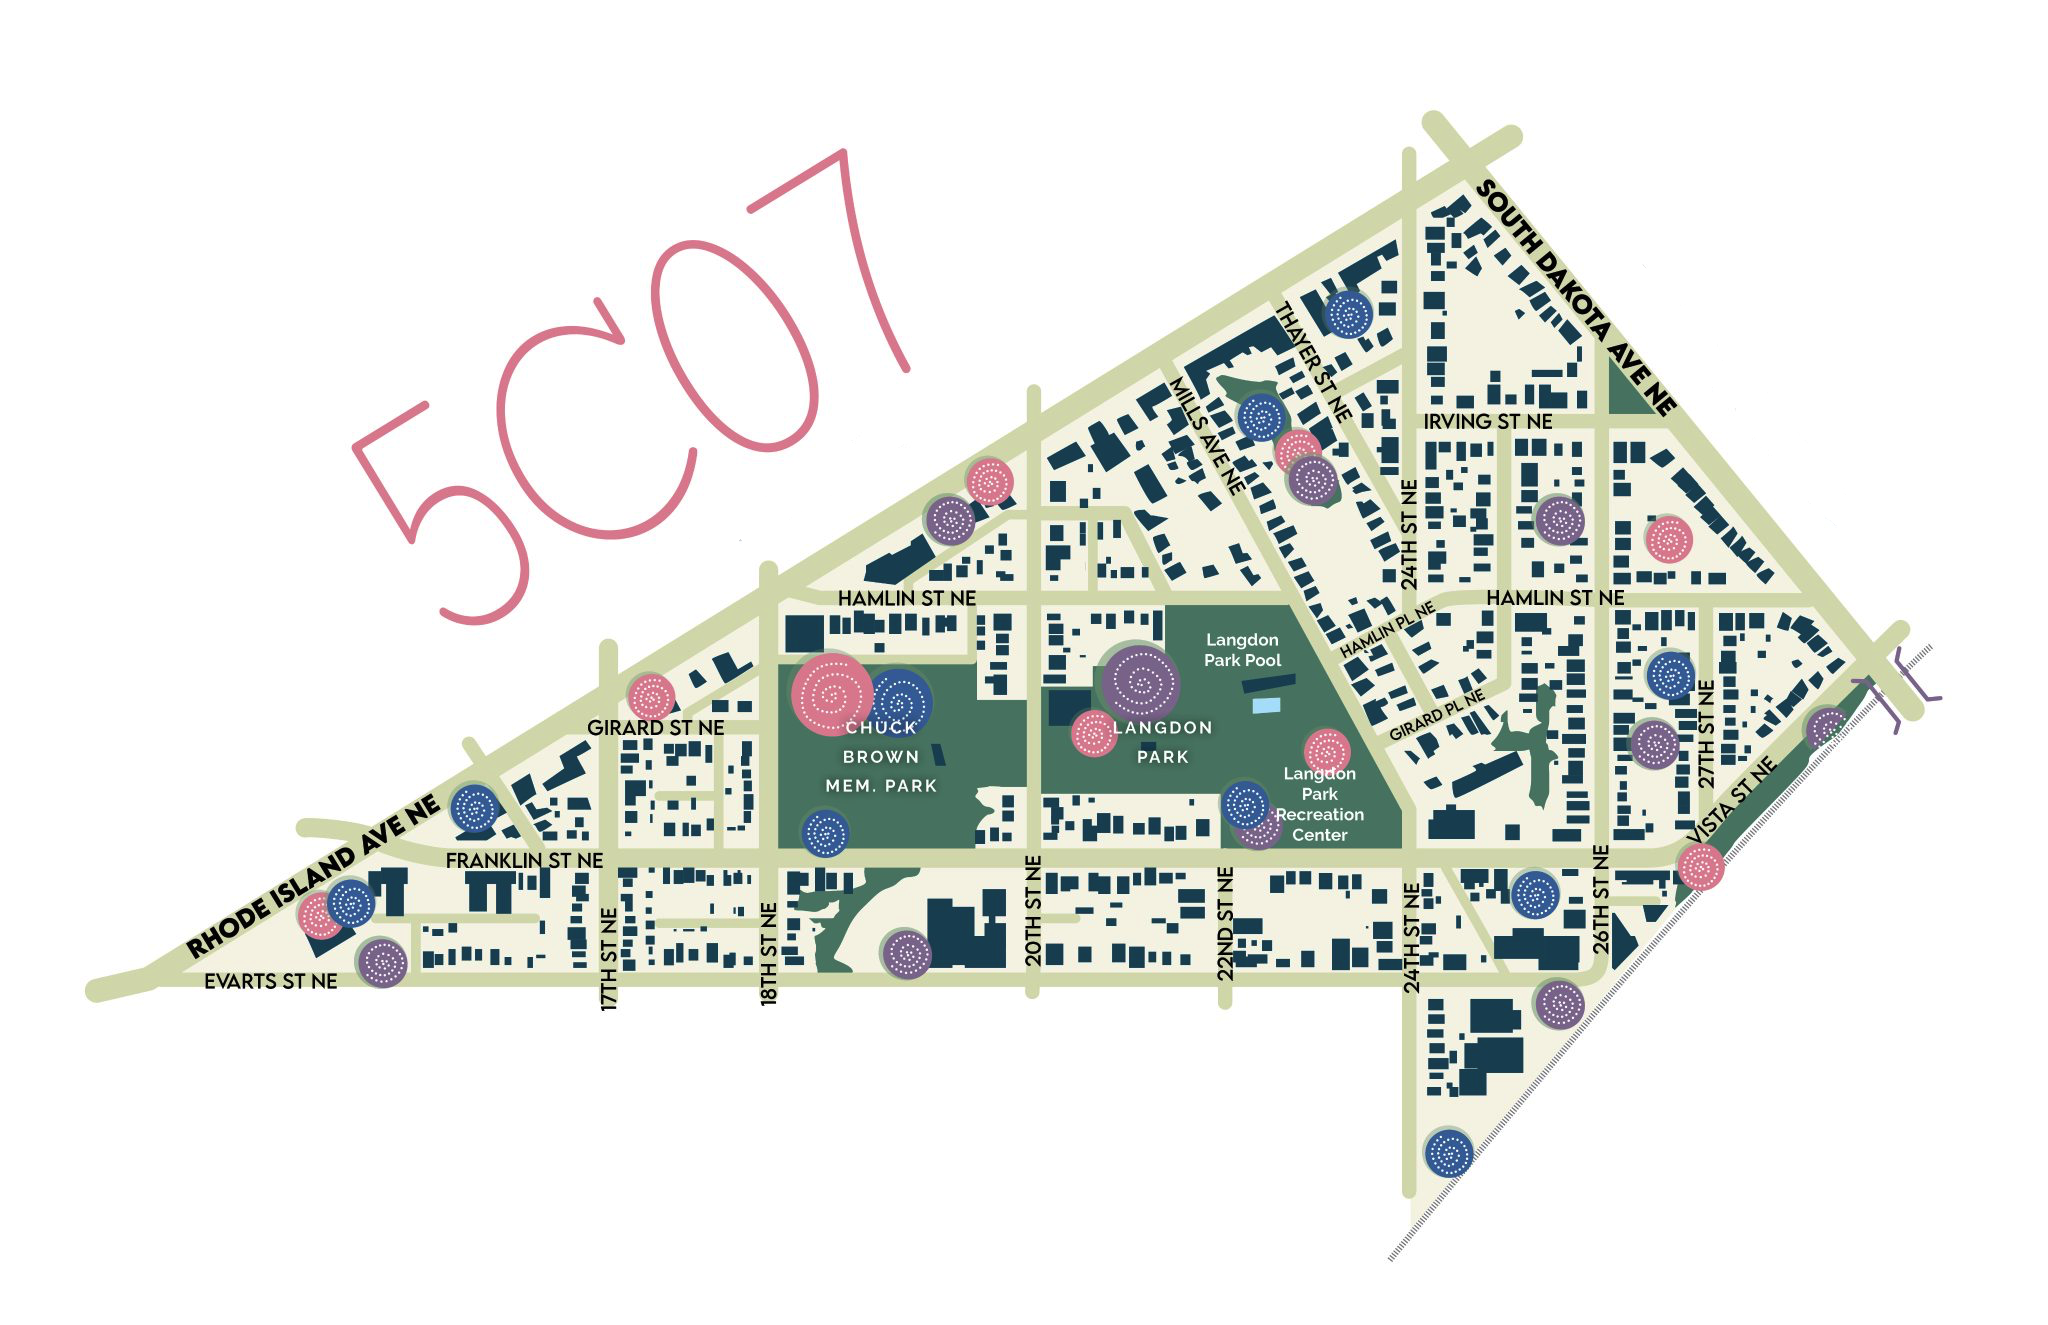 5C07
SOUTH DAKOTA AVE NE
THAYER ST NE
MILLS AVE NE
IRVING ST NE
24TH ST NE
HAMLIN ST NE
HAMLIN ST NE
HAMLIN PL NE
Langdon
Park Pool
GIRARD PL NE
27TH ST NE
GIRARD ST NE
CHUCK
BROWN
MEM. PARK
LANGDON
PARK
Langdon
Park
Recreation
Center
VISTA ST NE
RHODE ISLAND AVE NE
FRANKLIN ST NE
EVARTS ST NE
17TH ST NE
18TH ST NE
20TH ST NE
22ND ST NE
24TH ST NE
26TH ST NE